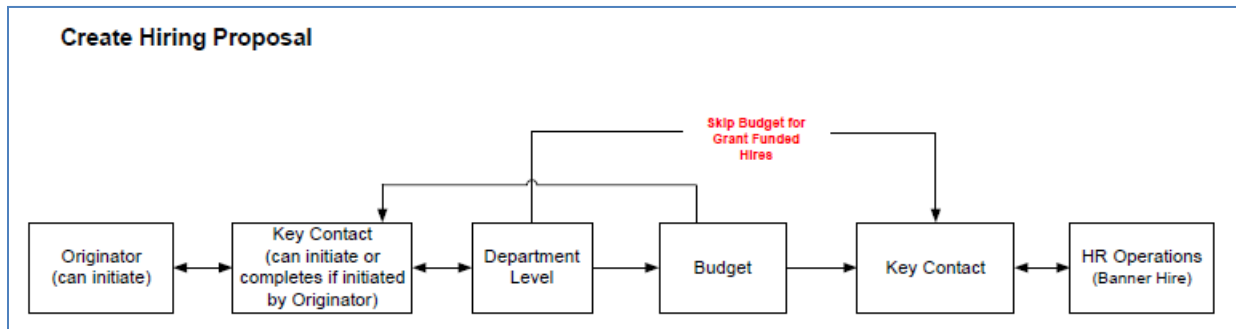 Create Hiring Proposal
Skip Budget for
Grant Funded
Hires
Originator
(can initiate)
Key Contact
(can initiate or
completes if initiated
by Originator)
Department
Level
Budget
Key Contact
HR Operations
(Banner Hire)